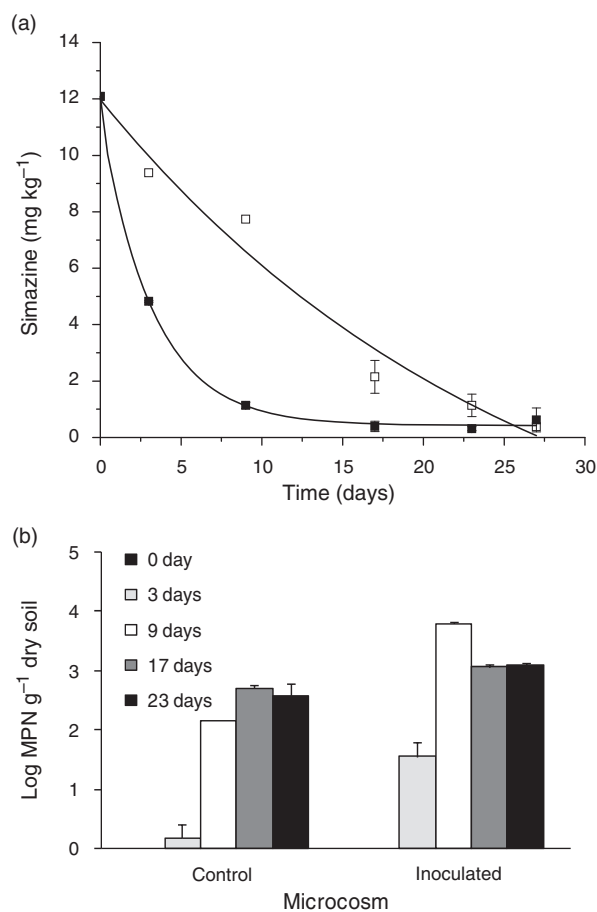 (a)
14
12
10
8
6
4
2
0
Simazine (mg kg⁻¹)
0 5 10 15 20 25 30
Time (days)
(b)
5
4
3
2
1
0
Log MPN g⁻¹ dry soil
0 day
3 days
9 days
17 days
23 days
Control Inoculated
Microcosm